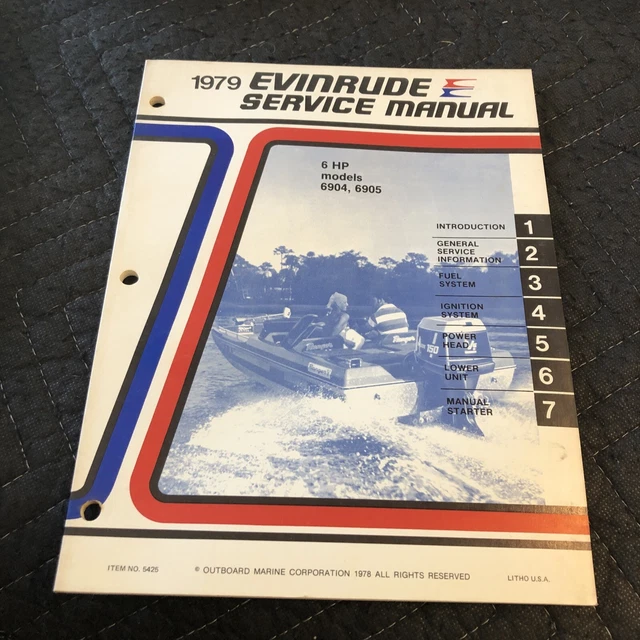 1979 EVINRUDE
SERVICE MANUAL
6 HP
models
6904, 6905
INTRODUCTION 1
GENERAL
SERVICE
INFORMATION 2
FUEL
SYSTEM 3
IGNITION
SYSTEM 4
POWER
HEAD 5
LOWER
UNIT 6
MANUAL
STARTER 7
Ranger
150
ITEM NO. 5425
© OUTBOARD MARINE CORPORATION 1978 ALL RIGHTS RESERVED
LITHO U.S.A.